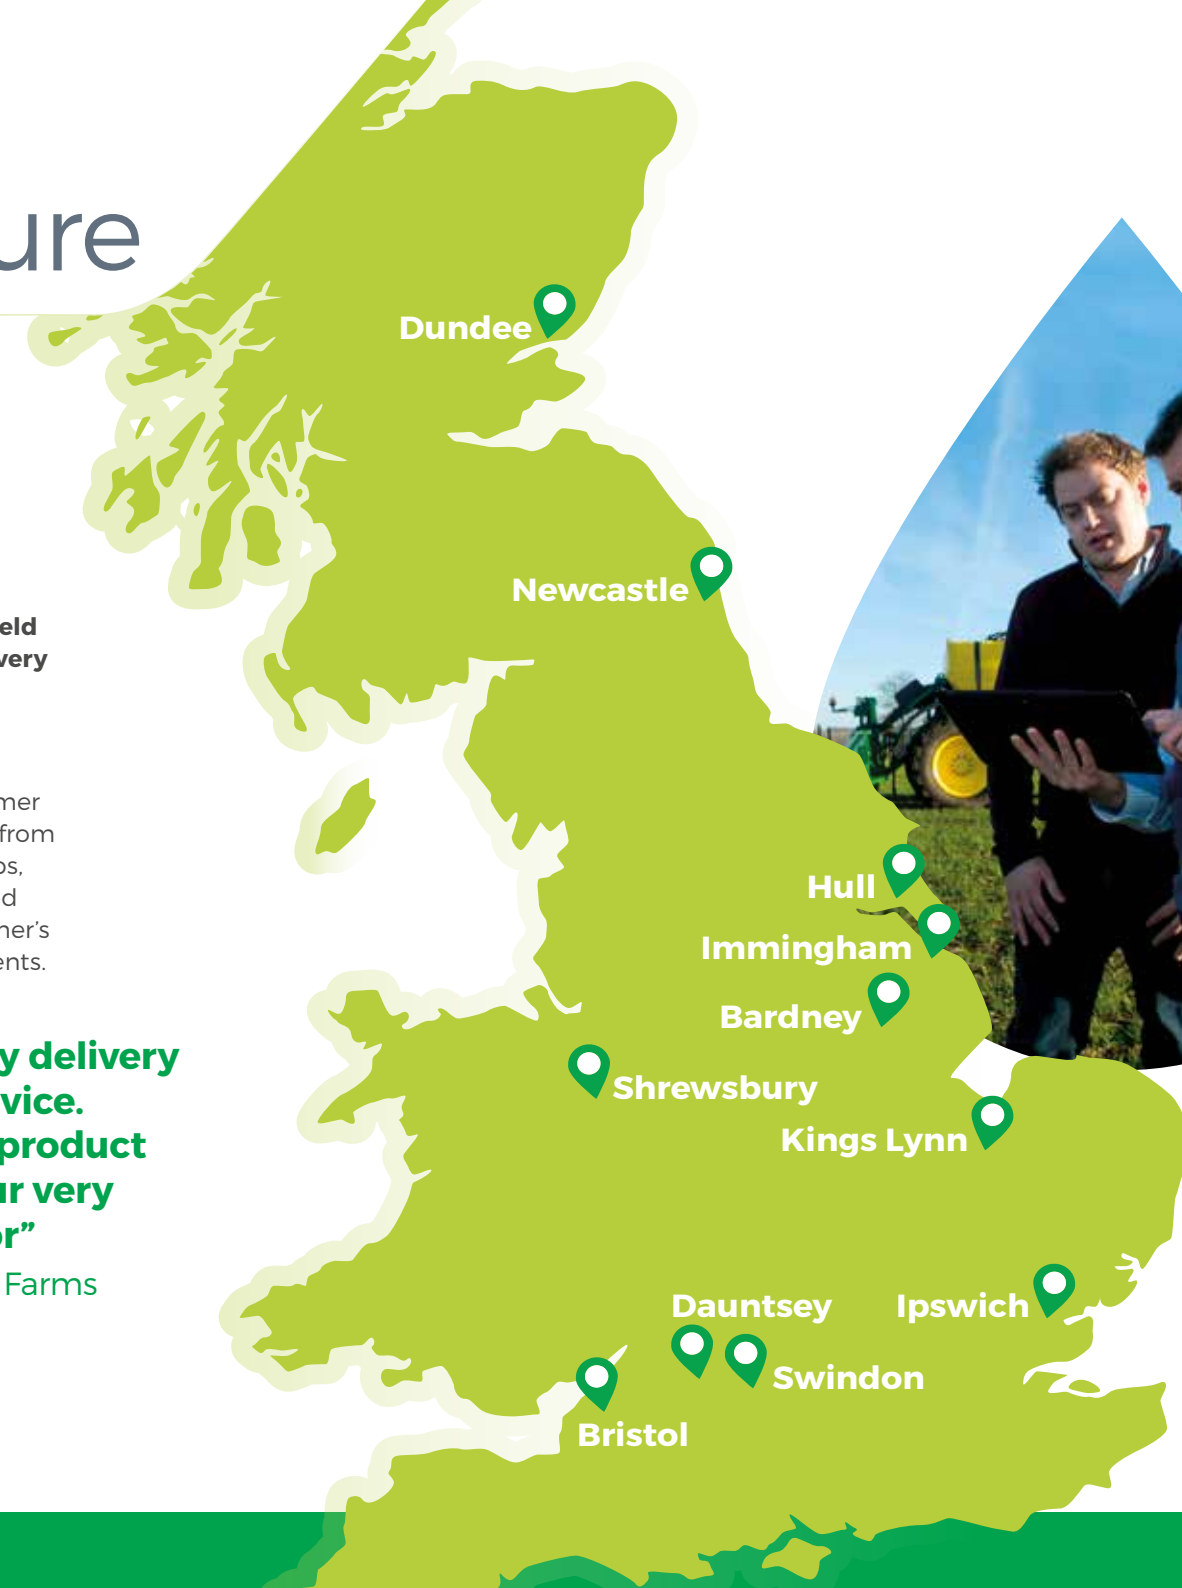 ure
Dundee
Newcastle
eld
very
mer
from
os,
d
ner's
ents.
Hull
Immingham
Bardney
y delivery
vice.
product
ur very
or”
Farms
Shrewsbury
Kings Lynn
Dauntsey
Ipswich
Swindon
Bristol